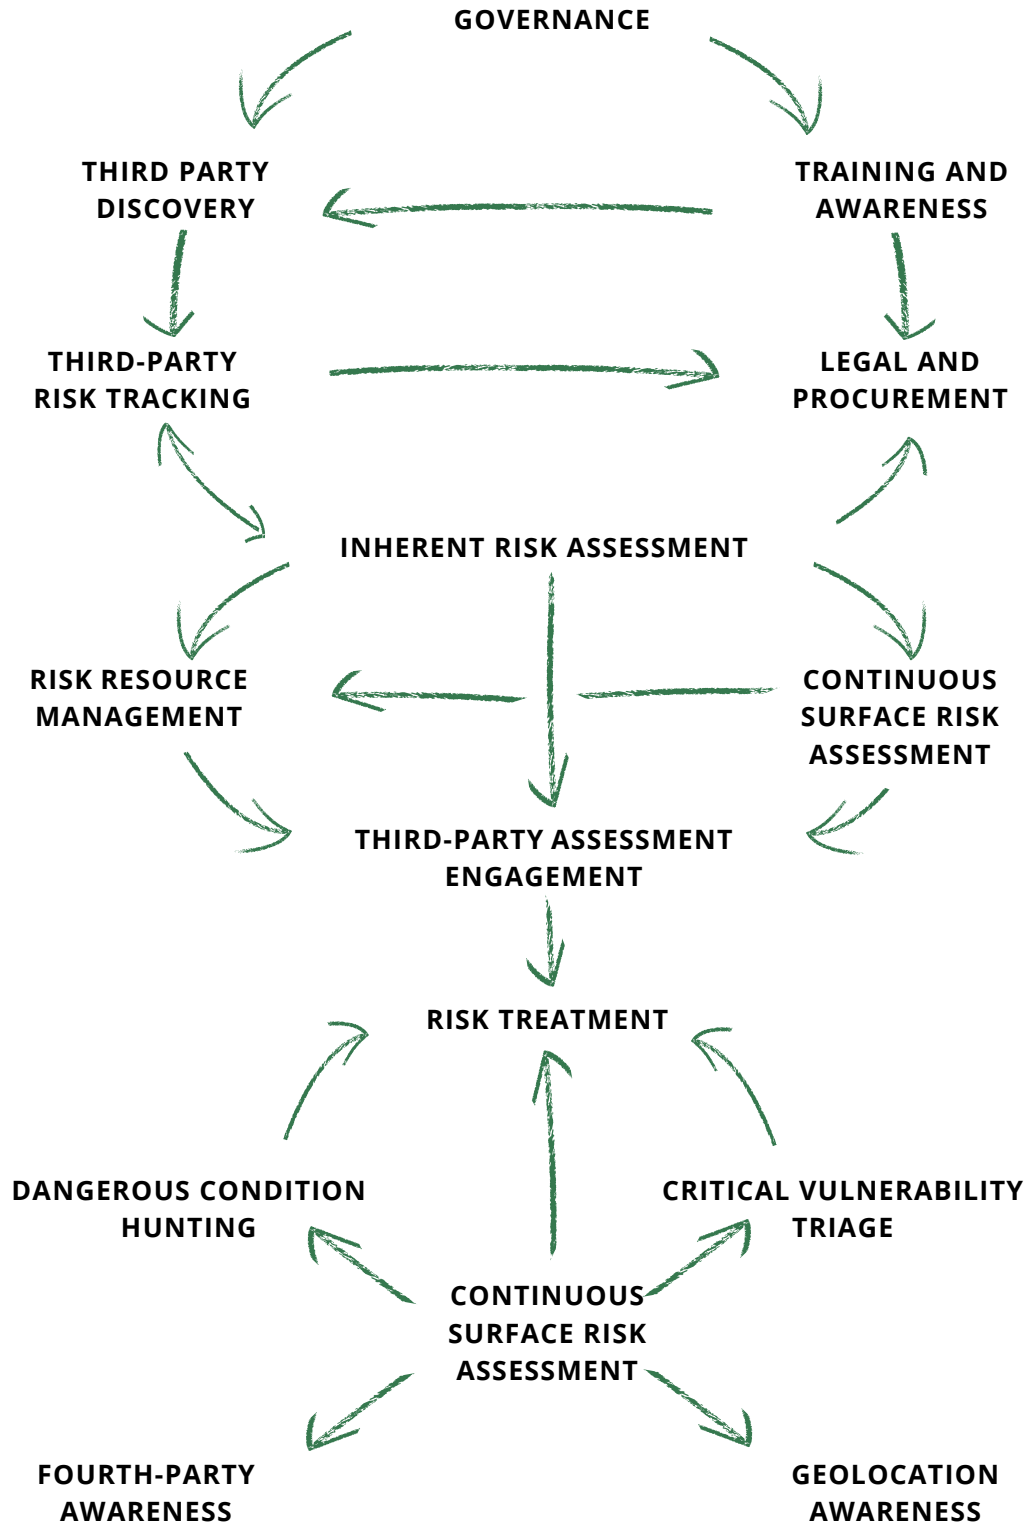 GOVERNANCE
THIRD PARTY
DISCOVERY
TRAINING AND
AWARENESS
THIRD-PARTY
RISK TRACKING
LEGAL AND
PROCUREMENT
INHERENT RISK ASSESSMENT
RISK RESOURCE
MANAGEMENT
CONTINUOUS
SURFACE RISK
ASSESSMENT
THIRD-PARTY ASSESSMENT
ENGAGEMENT
RISK TREATMENT
DANGEROUS CONDITION
HUNTING
CRITICAL VULNERABILITY
TRIAGE
CONTINUOUS
SURFACE RISK
ASSESSMENT
FOURTH-PARTY
AWARENESS
GEOLOCATION
AWARENESS